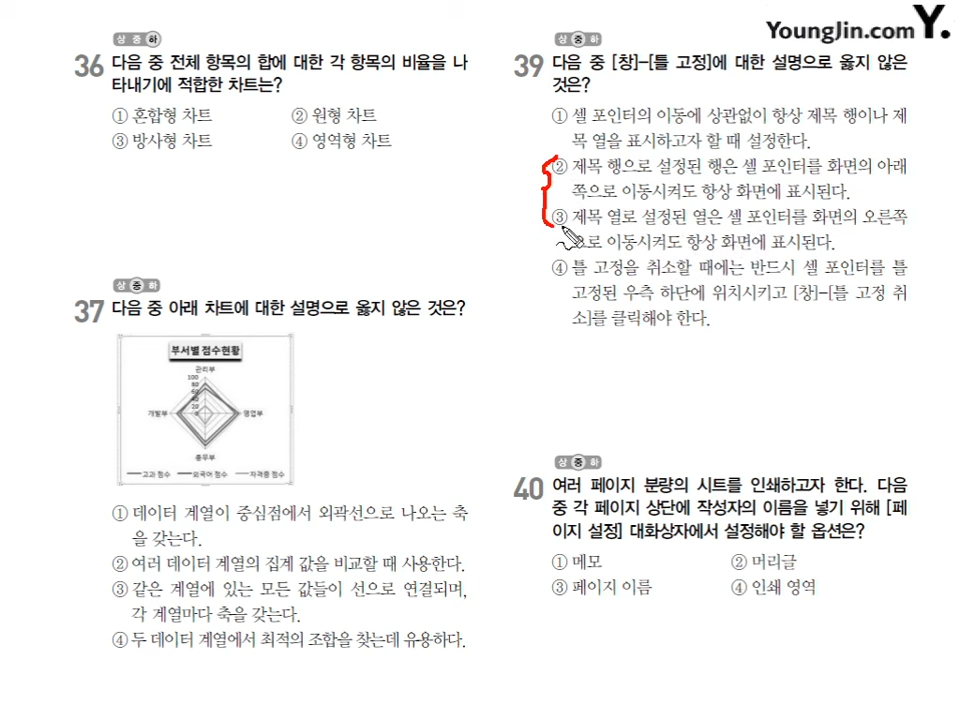 YoungJin.com Y.
상 중 하
36 다음 중 전체 항목의 합에 대한 각 항목의 비율을 나
타내기에 적합한 차트는?
① 혼합형 차트 ② 원형 차트
③ 방사형 차트 ④ 영역형 차트
상 중 하
37 다음 중 아래 차트에 대한 설명으로 옳지 않은 것은?
부서별 점수현황
관리부
100
80
60
40
20
0
개발부 영업부
총무부
고과 점수 외국어 점수 자격증 점수
① 데이터 계열이 중심점에서 외곽선으로 나오는 축
을 갖는다.
② 여러 데이터 계열의 집계 값을 비교할 때 사용한다.
③ 같은 계열에 있는 모든 값들이 선으로 연결되며,
각 계열마다 축을 갖는다.
④ 두 데이터 계열에서 최적의 조합을 찾는데 유용하다.
상 중 하
39 다음 중 [창]-[틀 고정]에 대한 설명으로 옳지 않은
것은?
① 셀 포인터의 이동에 상관없이 항상 제목 행이나 제
목 열을 표시하고자 할 때 설정한다.
② 제목 행으로 설정된 행은 셀 포인터를 화면의 아래
쪽으로 이동시켜도 항상 화면에 표시된다.
③ 제목 열로 설정된 열은 셀 포인터를 화면의 오른쪽
으로 이동시켜도 항상 화면에 표시된다.
④ 틀 고정을 취소할 때에는 반드시 셀 포인터를 틀
고정된 우측 하단에 위치시키고 [창]-[틀 고정 취
소]를 클릭해야 한다.
상 중 하
40 여러 페이지 분량의 시트를 인쇄하고자 한다. 다음
중 각 페이지 상단에 작성자의 이름을 넣기 위해 [페
이지 설정] 대화상자에서 설정해야 할 옵션은?
① 메모 ② 머리글
③ 페이지 이름 ④ 인쇄 영역